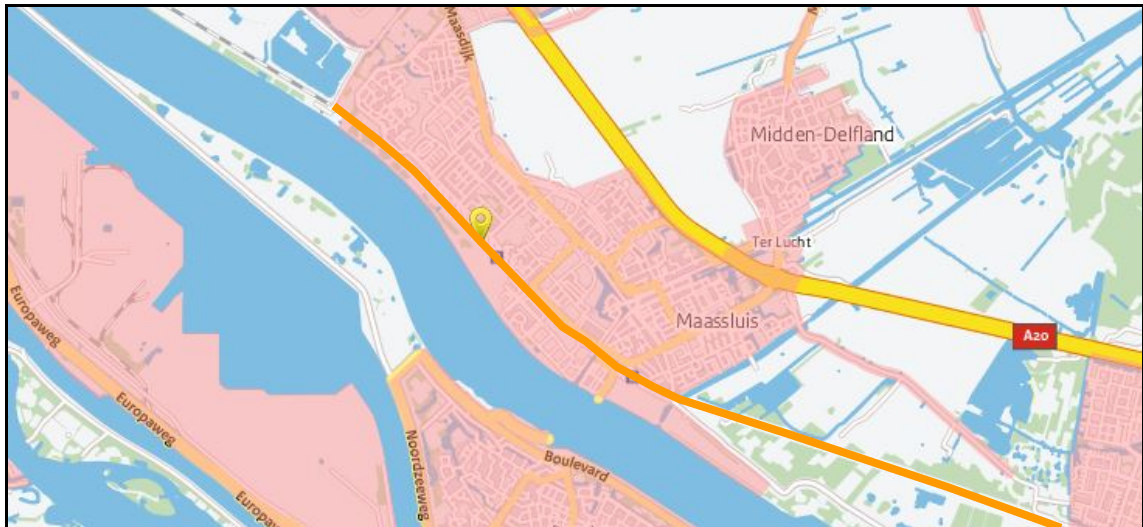 Maasdijk
Midden-Delfland
Ter Lucht
Maassluis
A20
Europaweg
Europaweg
Europaweg
Noordzeeweg
Boulevard